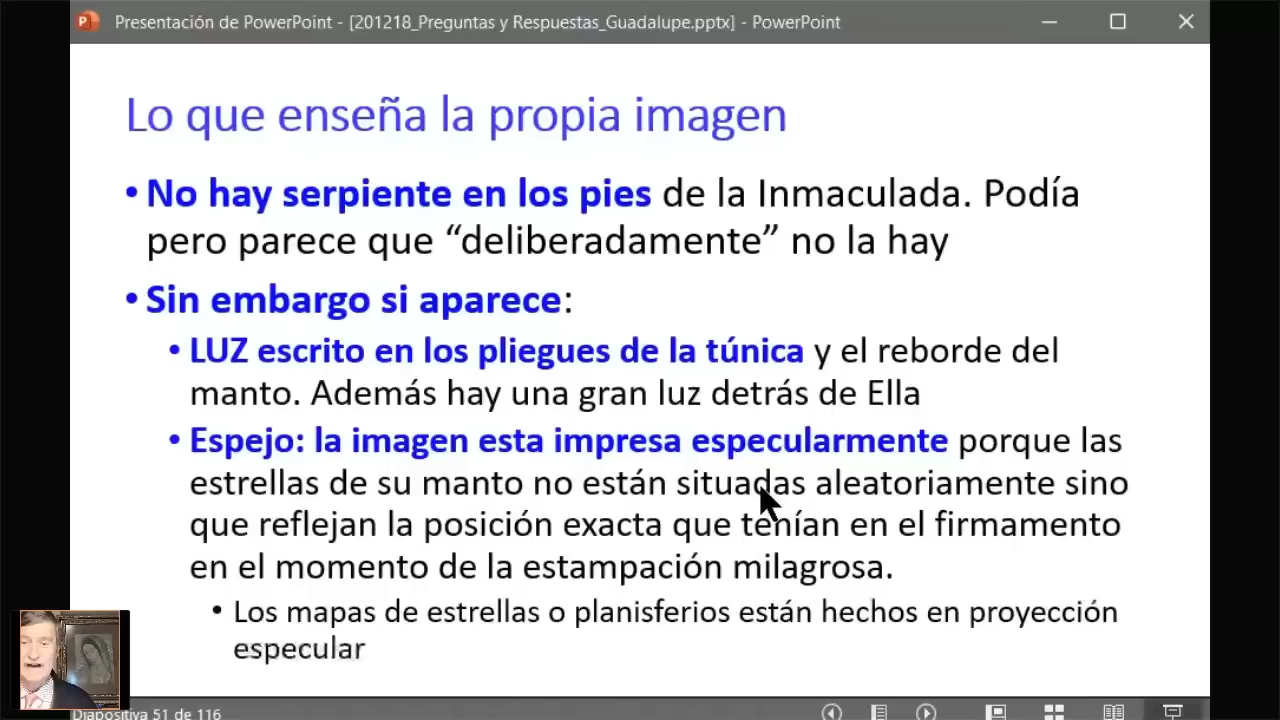 Presentación de PowerPoint - [201218_Preguntas y Respuestas_Guadalupe.pptx] - PowerPoint
Lo que enseña la propia imagen
• No hay serpiente en los pies de la Inmaculada. Podía
pero parece que “deliberadamente” no la hay
• Sin embargo si aparece:
• LUZ escrito en los pliegues de la túnica y el reborde del
manto. Además hay una gran luz detrás de Ella
• Espejo: la imagen esta impresa especularmente porque las
estrellas de su manto no están situadas aleatoriamente sino
que reflejan la posición exacta que tenían en el firmamento
en el momento de la estampación milagrosa.
• Los mapas de estrellas o planisferios están hechos en proyección
especular
Diapositiva 51 de 116